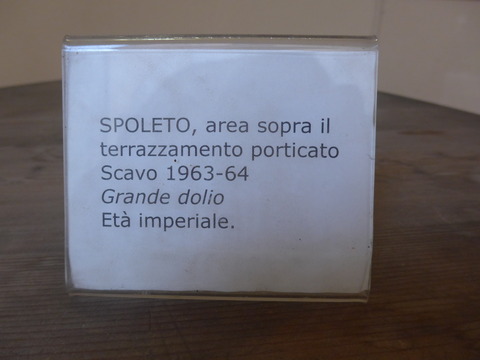 SPOLETO, area sopra il
terrazzamento porticato
Scavo 1963-64
Grande dolio
Età imperiale.